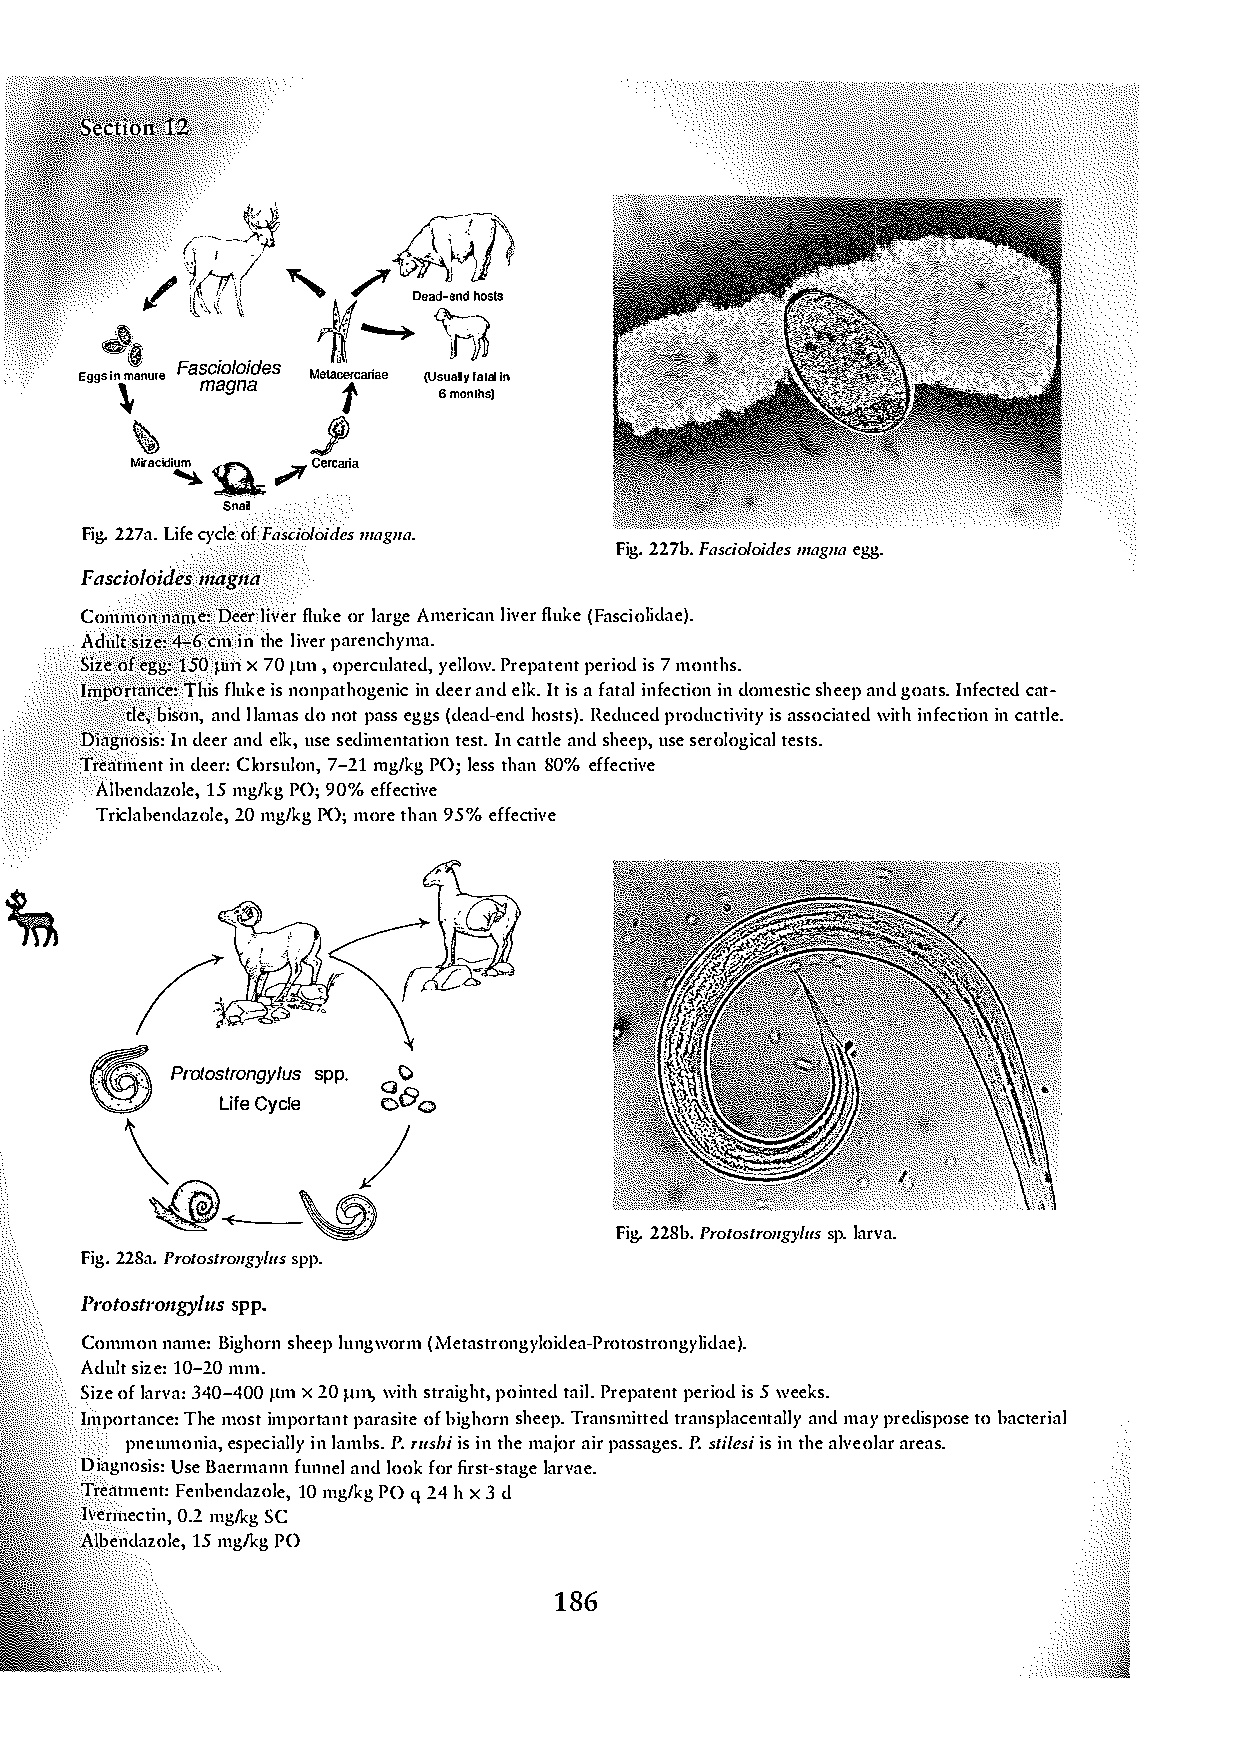 Section 12
Dead-end hosts
Eggs in manure
Fascioloides
magna
Metacercariae
(Usually fatal in
6 months)
Miracidium
Cercaria
Snail
Fig. 227a. Life cycle of Fascioloides magna.
Fig. 227b. Fascioloides magna egg.
Fascioloides magna
Common name: Deer liver fluke or large American liver fluke (Fasciolidae).
Adult size: 4–6 cm in the liver parenchyma.
Size of egg: 150 µm × 70 µm , operculated, yellow. Prepatent period is 7 months.
Importance: This fluke is nonpathogenic in deer and elk. It is a fatal infection in domestic sheep and goats. Infected cat-
tle, bison, and llamas do not pass eggs (dead-end hosts). Reduced productivity is associated with infection in cattle.
Diagnosis: In deer and elk, use sedimentation test. In cattle and sheep, use serological tests.
Treatment in deer: Clorsulon, 7–21 mg/kg PO; less than 80% effective
Albendazole, 15 mg/kg PO; 90% effective
Triclabendazole, 20 mg/kg PO; more than 95% effective
Protostrongylus spp.
Life Cycle
Fig. 228a. Protostrongylus spp.
Fig. 228b. Protostrongylus sp. larva.
Protostrongylus spp.
Common name: Bighorn sheep lungworm (Metastrongyloidea-Protostrongylidae).
Adult size: 10–20 mm.
Size of larva: 340–400 µm × 20 µm, with straight, pointed tail. Prepatent period is 5 weeks.
Importance: The most important parasite of bighorn sheep. Transmitted transplacentally and may predispose to bacterial
pneumonia, especially in lambs. P. rushi is in the major air passages. P. stilesi is in the alveolar areas.
Diagnosis: Use Baermann funnel and look for first-stage larvae.
Treatment: Fenbendazole, 10 mg/kg PO q 24 h × 3 d
Ivermectin, 0.2 mg/kg SC
Albendazole, 15 mg/kg PO
186